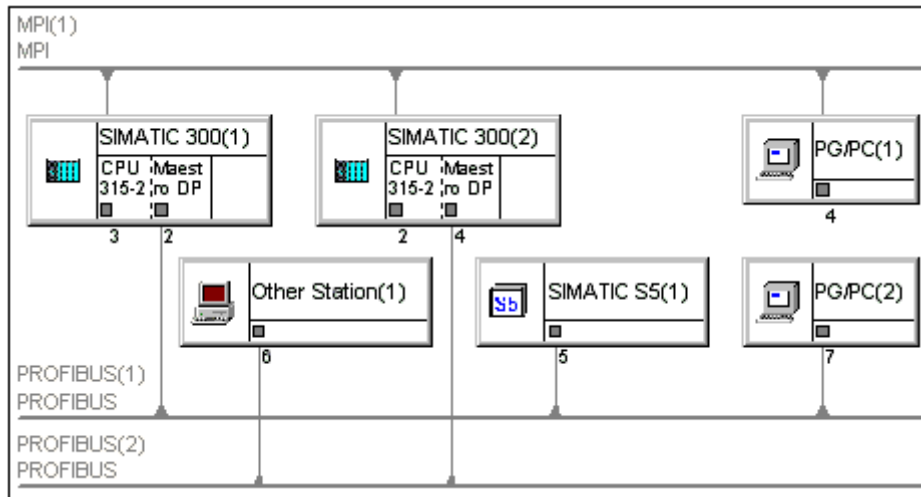 MPI(1)
MPI
SIMATIC 300(1)
CPU 315-2
Maest ro DP
3 2
SIMATIC 300(2)
CPU 315-2
Maest ro DP
2 4
PG/PC(1)
4
Other Station(1)
6
S5
SIMATIC S5(1)
5
PG/PC(2)
7
PROFIBUS(1)
PROFIBUS
PROFIBUS(2)
PROFIBUS